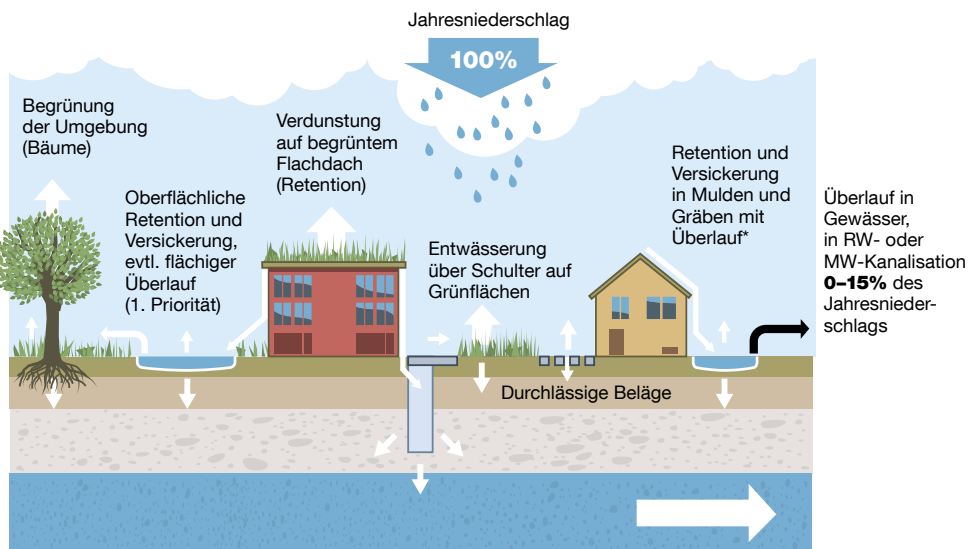 Jahresniederschlag
100%
Begrünung
der Umgebung
(Bäume)
Oberflächliche
Retention und
Versickerung,
evtl. flächiger
Überlauf
(1. Priorität)
Verdunstung
auf begrüntem
Flachdach
(Retention)
Entwässerung
über Schulter auf
Grünflächen
Durchlässige Beläge
Retention und
Versickerung
in Mulden und
Gräben mit
Überlauf*
Überlauf in
Gewässer,
in RW- oder
MW-Kanalisation
0–15% des
Jahresnieder-
schlags